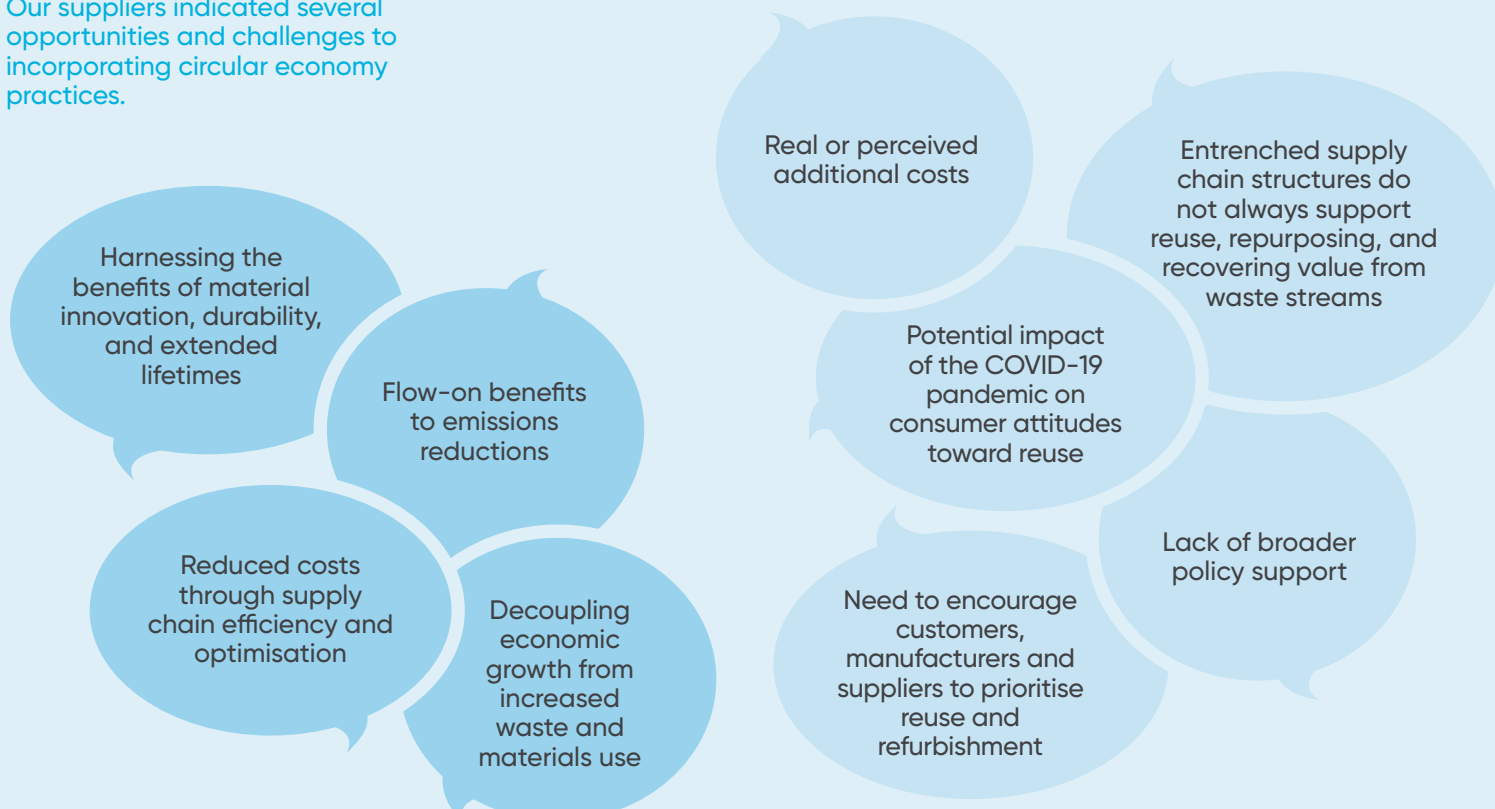 Our suppliers indicated several
opportunities and challenges to
incorporating circular economy
practices.
Harnessing the
benefits of material
innovation, durability,
and extended
lifetimes
Flow-on benefits
to emissions
reductions
Reduced costs
through supply
chain efficiency and
optimisation
Decoupling
economic
growth from
increased
waste and
materials use
Real or perceived
additional costs
Entrenched supply
chain structures do
not always support
reuse, repurposing, and
recovering value from
waste streams
Potential impact
of the COVID-19
pandemic on
consumer attitudes
toward reuse
Lack of broader
policy support
Need to encourage
customers,
manufacturers and
suppliers to prioritise
reuse and
refurbishment